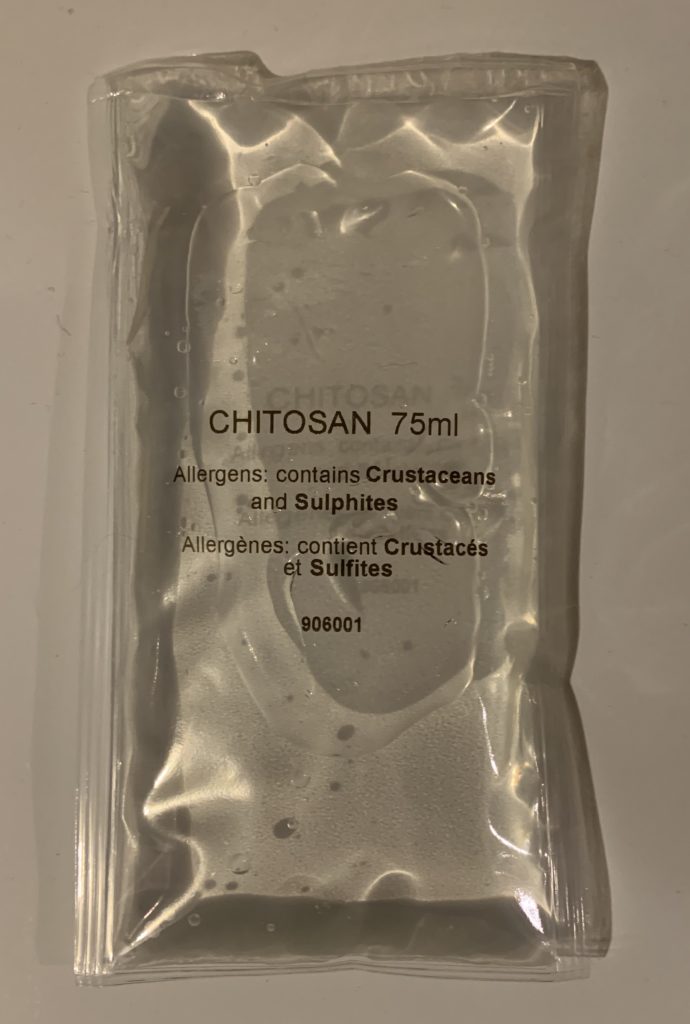 CHITOSAN 75ml
Allergens: contains Crustaceans
and Sulphites
Allergènes: contient Crustacés
et Sulfites
906001